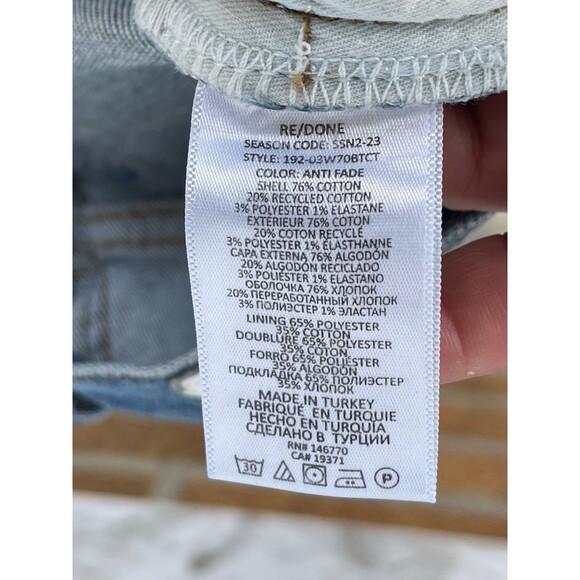 RE/DONE
SEASON CODE: SSN2-23
STYLE: 192-03W70BTCT
COLOR: ANTI FADE
SHELL 76% COTTON
20% RECYCLED COTTON
3% POLYESTER 1% ELASTANE
EXTÉRIEUR 76% COTON
20% COTON RECYCLÉ
3% POLYESTER 1% ÉLASTHANNE
CAPA EXTERNA 76% ALGODÓN
20% ALGODÓN RECICLADO
3% POLIÉSTER 1% ELASTANO
ОБОЛОЧКА 76% ХЛОПОК
20% ПЕРЕРАБОТАННЫЙ ХЛОПОК
3% ПОЛИЭСТЕР 1% ЭЛАСТАН
LINING 65% POLYESTER
35% COTTON
DOUBLURE 65% POLYESTER
35% COTON
FORRO 65% POLIÉSTER
35% ALGODÓN
ПОДКЛАДКА 65% ПОЛИЭСТЕР
35% ХЛОПОК
MADE IN TURKEY
FABRIQUÉ EN TURQUIE
HECHO EN TURQUÍA
СДЕЛАНО В ТУРЦИИ
RN# 146770
CA# 19371
30 P